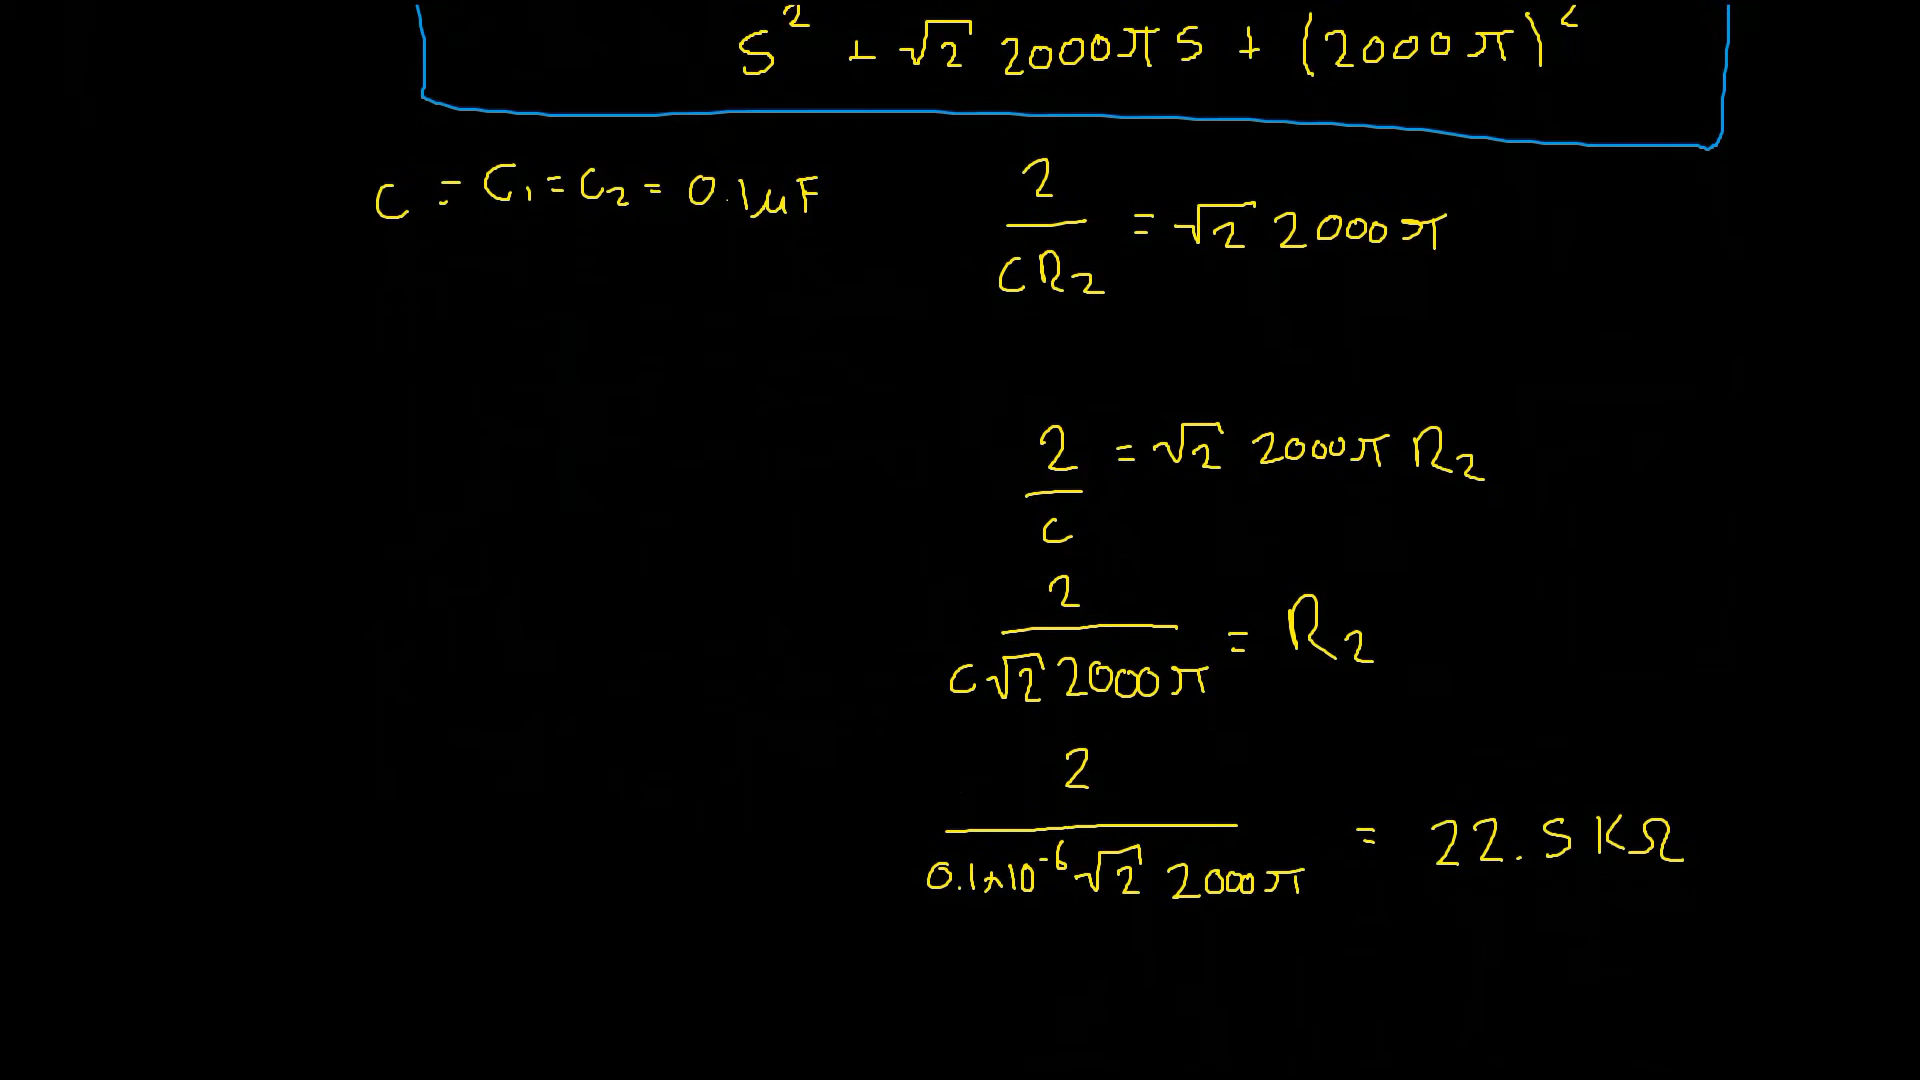 S² + √2 2000π S + (2000π)²
C = C₁ = C₂ = 0.1μF
2/(CR₂) = √2 2000π
2/C = √2 2000π R₂
2/(C√2 2000π) = R₂
2/(0.1×10⁻⁶ √2 2000π) = 22.5 KΩ